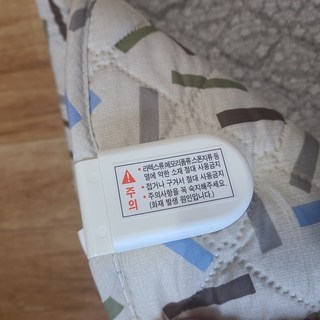 주의
• 라텍스류,메모리폼류,스폰지류 등
열에 약한 소재 절대 사용금지
• 접거나 구겨서 절대 사용금지
• 주의사항을 꼭 숙지해주세요.
(화재 발생 원인입니다.)